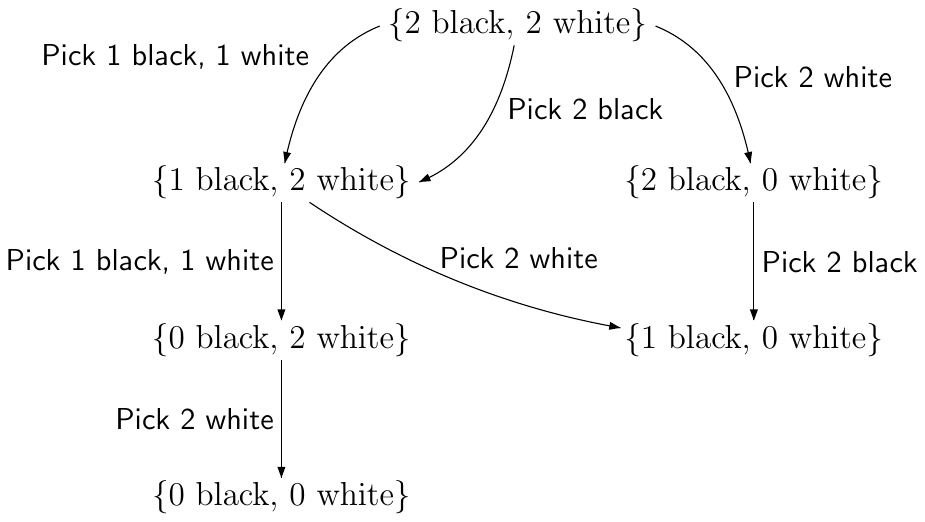 {2 black, 2 white}
Pick 1 black, 1 white
Pick 2 white
Pick 2 black
{1 black, 2 white}
{2 black, 0 white}
Pick 1 black, 1 white
Pick 2 white
Pick 2 black
{0 black, 2 white}
{1 black, 0 white}
Pick 2 white
{0 black, 0 white}